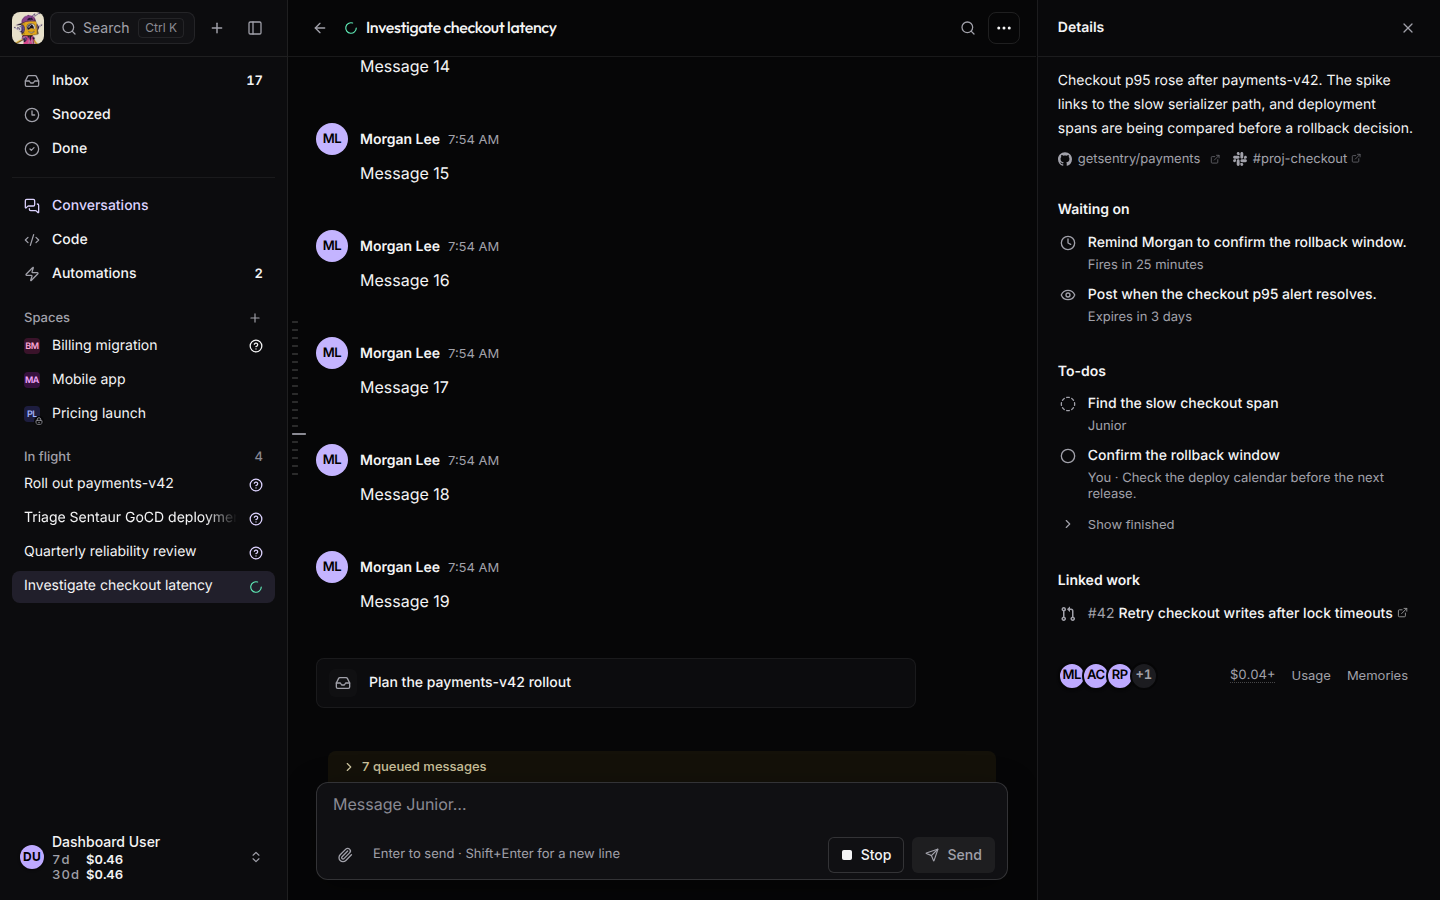 Search
Ctrl K
Inbox
17
Snoozed
Done
Conversations
Code
Automations
2
Spaces
BM
Billing migration
MA
Mobile app
PL
Pricing launch
In flight
4
Roll out payments-v42
Triage Sentaur GoCD deployme
Quarterly reliability review
Investigate checkout latency
DU
Dashboard User
7d $0.46
30d $0.46
Investigate checkout latency
Message 14
ML
Morgan Lee 7:54 AM
Message 15
ML
Morgan Lee 7:54 AM
Message 16
ML
Morgan Lee 7:54 AM
Message 17
ML
Morgan Lee 7:54 AM
Message 18
ML
Morgan Lee 7:54 AM
Message 19
Plan the payments-v42 rollout
7 queued messages
Message Junior...
Enter to send · Shift+Enter for a new line
Stop
Send
Details
Checkout p95 rose after payments-v42. The spike
links to the slow serializer path, and deployment
spans are being compared before a rollback decision.
getsentry/payments
#proj-checkout
Waiting on
Remind Morgan to confirm the rollback window.
Fires in 25 minutes
Post when the checkout p95 alert resolves.
Expires in 3 days
To-dos
Find the slow checkout span
Junior
Confirm the rollback window
You · Check the deploy calendar before the next
release.
Show finished
Linked work
#42 Retry checkout writes after lock timeouts
ML AC RP +1
$0.04+
Usage
Memories